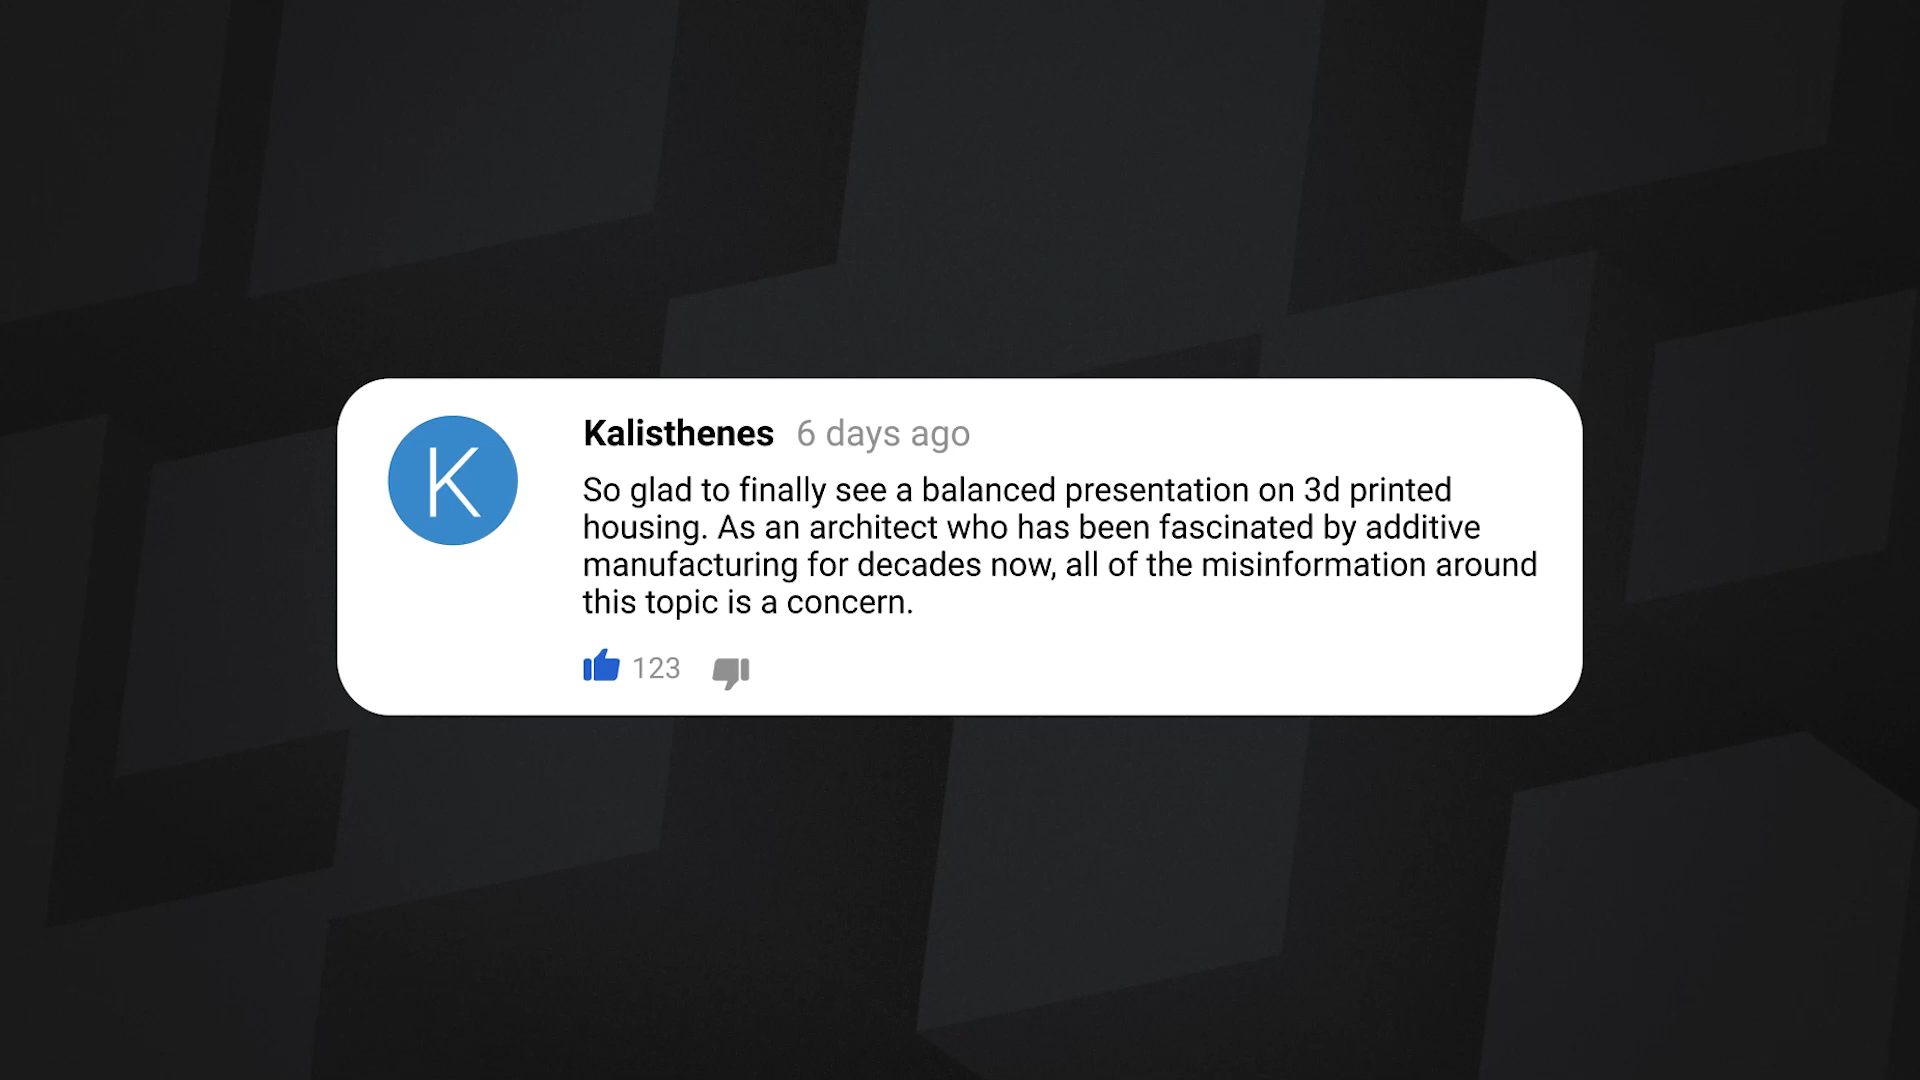 K
Kalisthenes 6 days ago
So glad to finally see a balanced presentation on 3d printed
housing. As an architect who has been fascinated by additive
manufacturing for decades now, all of the misinformation around
this topic is a concern.
123